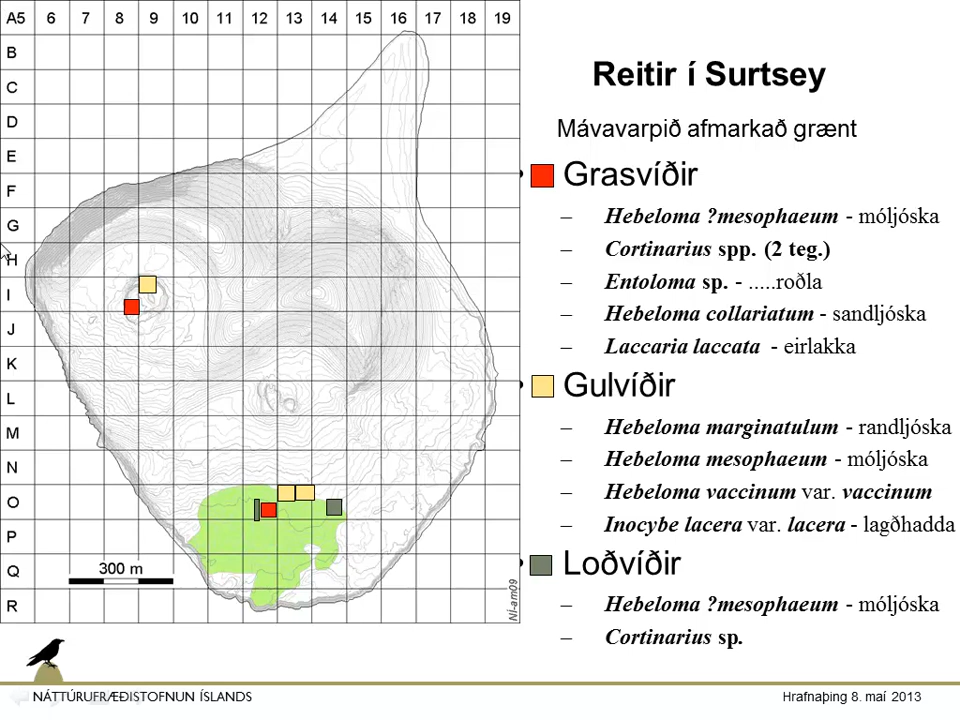 A5 6 7 8 9 10 11 12 13 14 15 16 17 18 19
B
C
D
E
F
G
H
I
J
K
L
M
N
O
P
Q
R
300 m
NÍ-am09
Reitir í Surtsey
Mávavarpið afmarkað grænt
• Grasvíðir
– Hebeloma ?mesophaeum - móljóska
– Cortinarius spp. (2 teg.)
– Entoloma sp. - .....roðla
– Hebeloma collariatum - sandljóska
– Laccaria laccata - eirlakka
• Gulvíðir
– Hebeloma marginatulum - randljóska
– Hebeloma mesophaeum - móljóska
– Hebeloma vaccinum var. vaccinum
– Inocybe lacera var. lacera - lagðhadda
• Loðvíðir
– Hebeloma ?mesophaeum - móljóska
– Cortinarius sp.
NÁTTÚRUFRÆÐISTOFNUN ÍSLANDS
Hrafnaþing 8. maí 2013